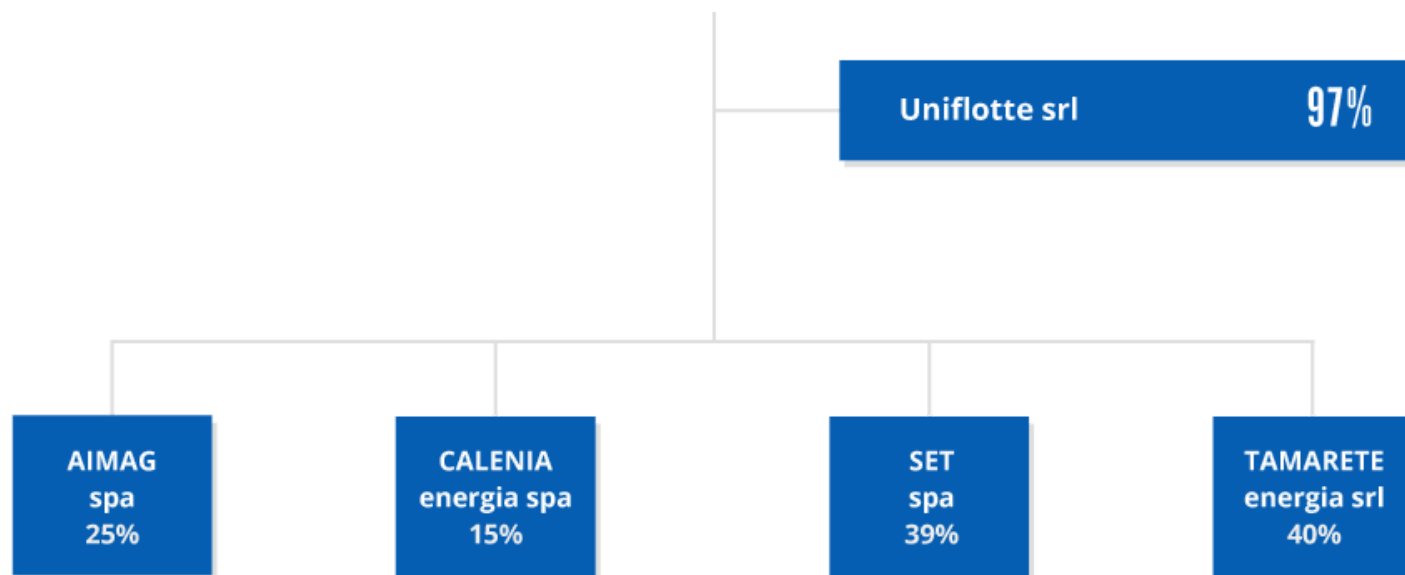 Uniflotte srl 97%
AIMAG
spa
25%
CALENIA
energia spa
15%
SET
spa
39%
TAMARETE
energia srl
40%